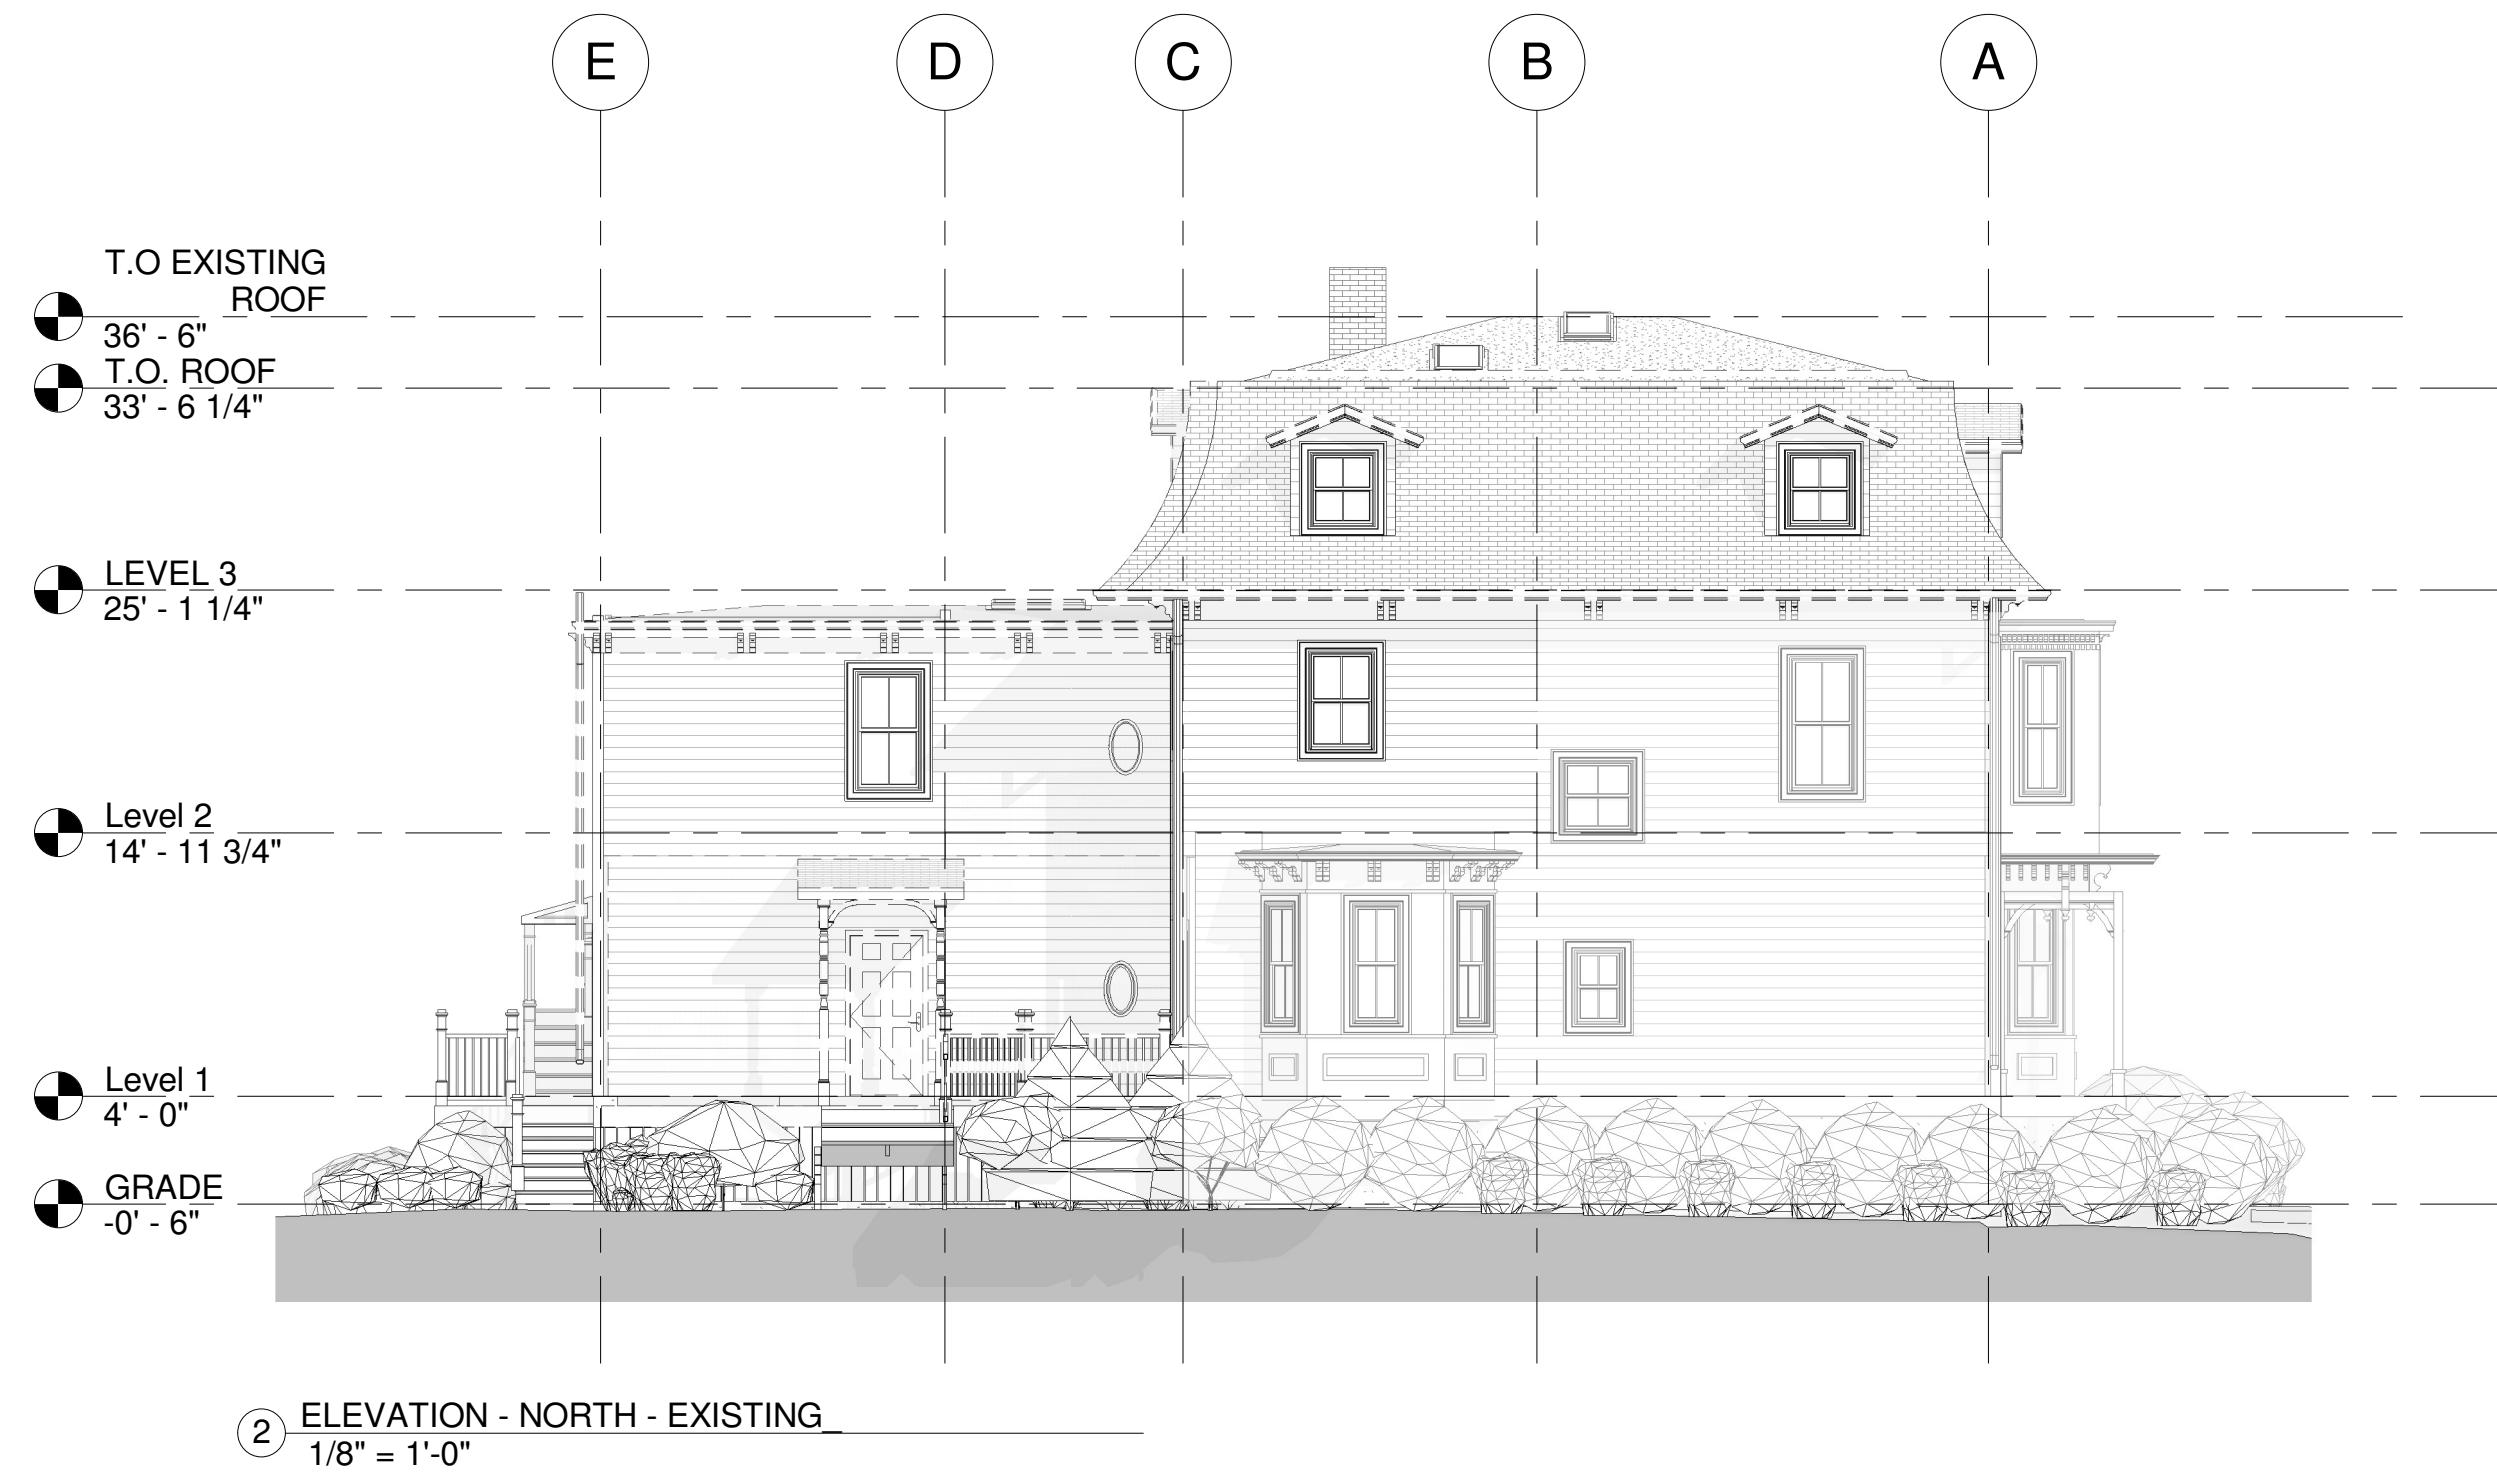 E D C B A
T.O EXISTING
ROOF
36' - 6"
T.O. ROOF
33' - 6 1/4"
LEVEL 3
25' - 1 1/4"
Level 2
14' - 11 3/4"
Level 1
4' - 0"
GRADE
-0' - 6"
2 ELEVATION - NORTH - EXISTING_
1/8" = 1'-0"